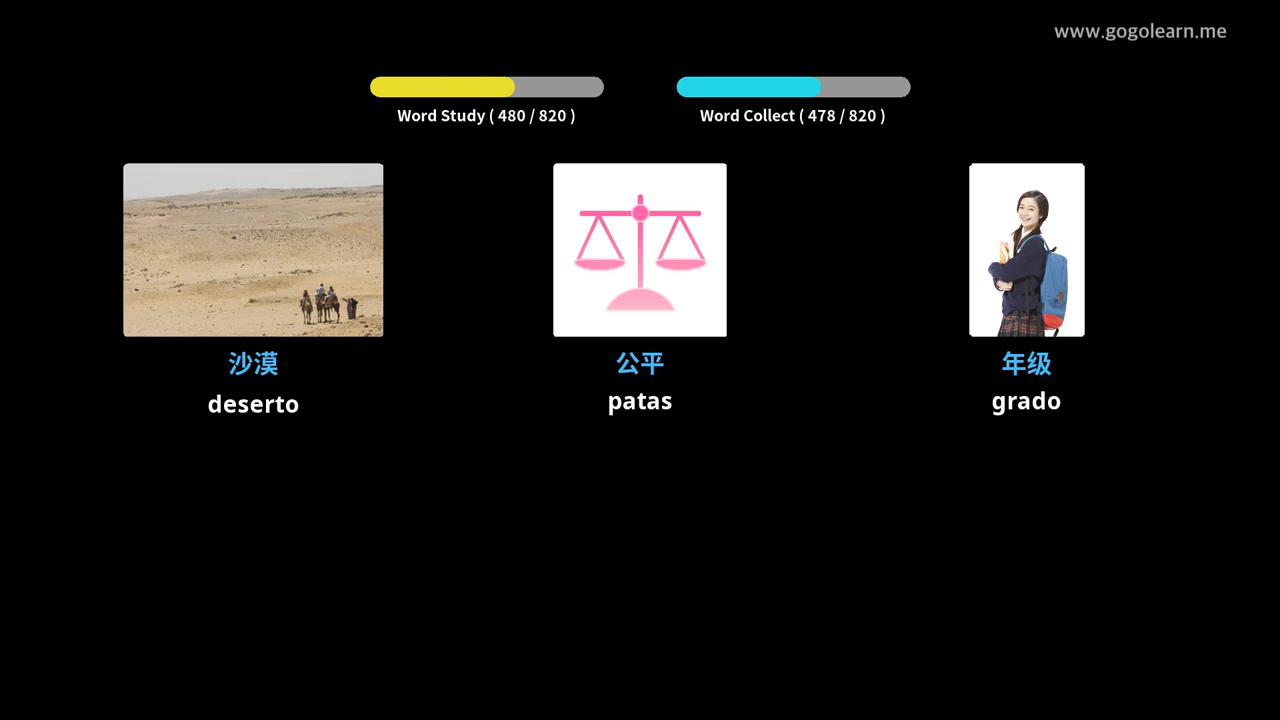 www.gogolearn.me
Word Study ( 480 / 820 )
Word Collect ( 478 / 820 )
沙漠
deserto
公平
patas
年级
grado